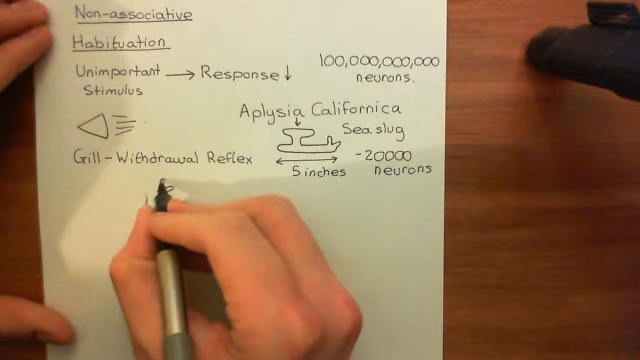 Non-associative
Habituation
Unimportant → Response ↓
Stimulus
100,000,000,000
neurons.
Aplysia Californica
Sea slug
Gill-Withdrawal Reflex
5 inches
~20000
neurons